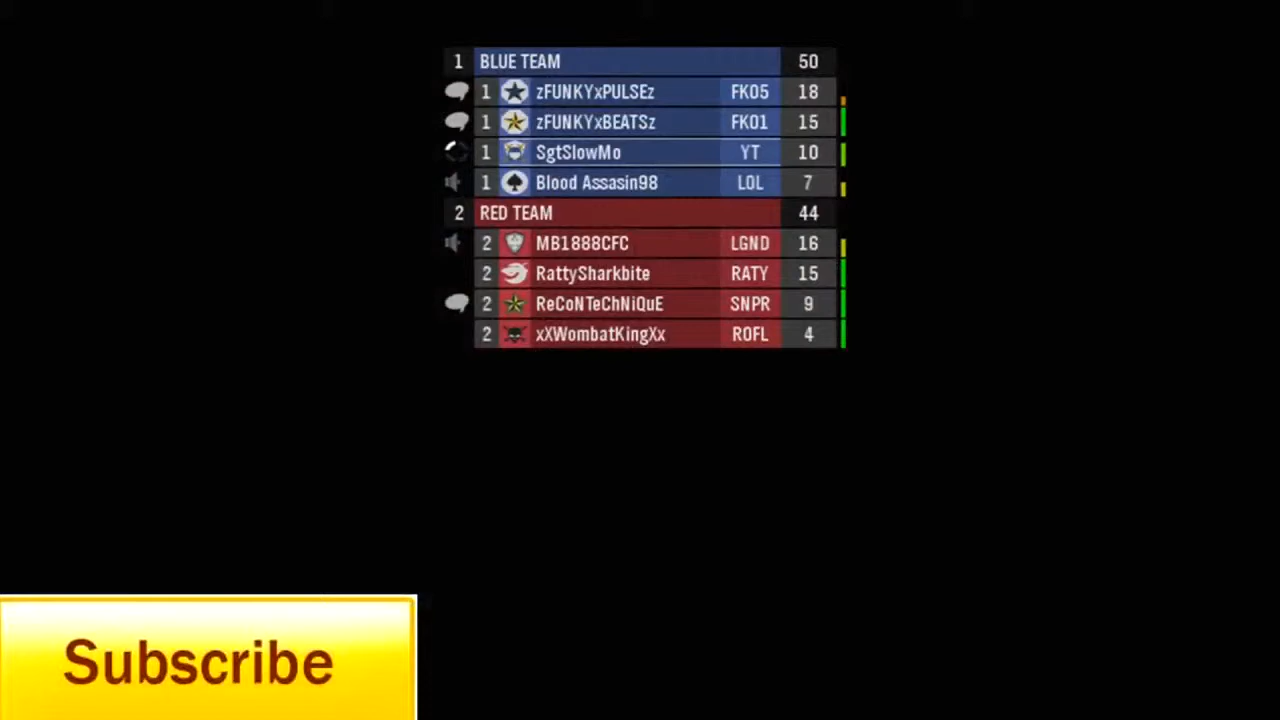 1 BLUE TEAM 50
1 zFUNKYxPULSEz FKO5 18
1 zFUNKYxBEATSz FKO1 15
1 SgtSlowMo YT 10
1 Blood Assasin98 LOL 7
2 RED TEAM 44
2 MB1888CFC LGND 16
2 RattySharkbite RATY 15
2 ReCoNTeChNiQuE SNPR 9
2 xXWombatKingXx ROFL 4
Subscribe